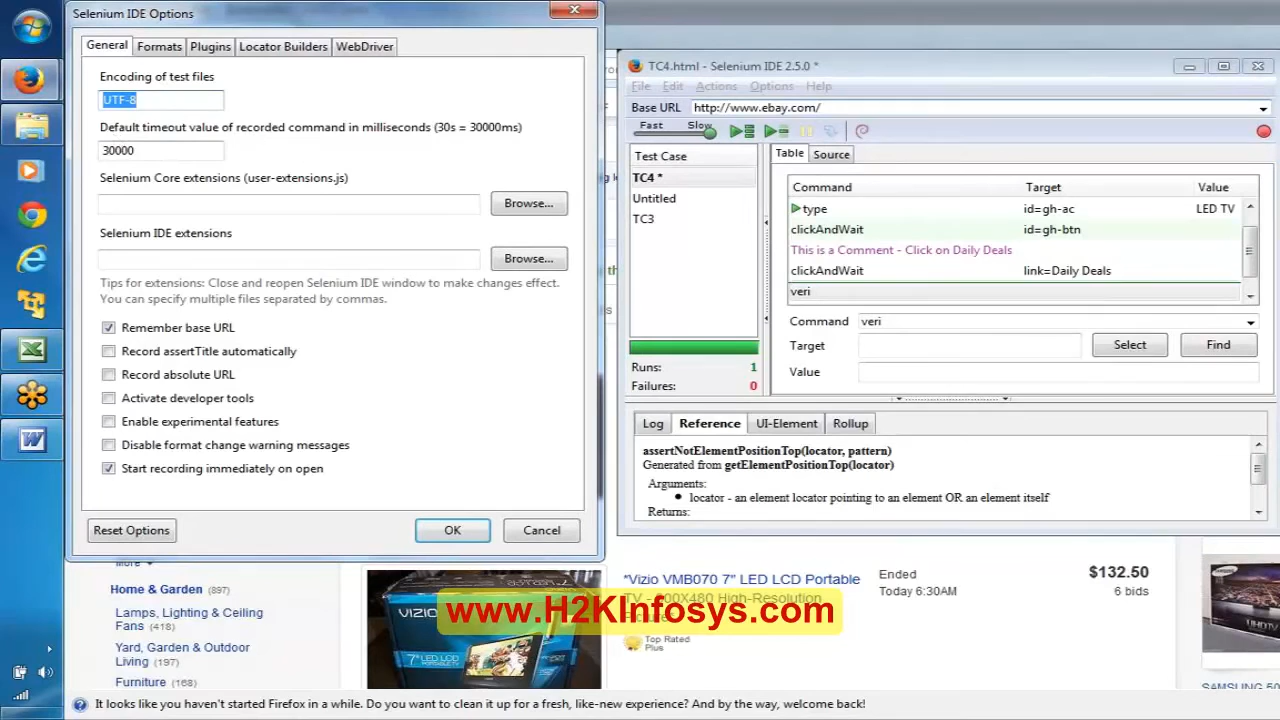 Selenium IDE Options
General
Formats
Plugins
Locator Builders
WebDriver
Encoding of test files
UTF-8
Default timeout value of recorded command in milliseconds (30s = 30000ms)
30000
Selenium Core extensions (user-extensions.js)
Browse...
Selenium IDE extensions
Browse...
Tips for extensions: Close and reopen Selenium IDE window to make changes effect.
You can specify multiple files separated by commas.
Remember base URL
Record assertTitle automatically
Record absolute URL
Activate developer tools
Enable experimental features
Disable format change warning messages
Start recording immediately on open
Reset Options
OK
Cancel
TC4.html - Selenium IDE 2.5.0 *
File Edit Actions Options Help
Base URL http://www.ebay.com/
Fast Slow
Test Case
TC4 *
Untitled
TC3
Runs: 1
Failures: 0
Table Source
Command Target Value
type id=gh-ac LED TV
clickAndWait id=gh-btn
This is a Comment - Click on Daily Deals
clickAndWait link=Daily Deals
veri
Command veri
Target Select Find
Value
Log Reference UI-Element Rollup
assertNotElementPositionTop(locator, pattern)
Generated from getElementPositionTop(locator)
Arguments:
locator - an element locator pointing to an element OR an element itself
Returns:
More
Home & Garden (897)
Lamps, Lighting & Ceiling
Fans (418)
Yard, Garden & Outdoor
Living (197)
Furniture (168)
VIZIO
*Vizio VMB070 7" LED LCD Portable
TV - 800X480 High-Resolution
Top Rated
Plus
Ended
Today 6:30AM
$132.50
6 bids
SAMSUNG
www.H2KInfosys.com
It looks like you haven't started Firefox in a while. Do you want to clean it up for a fresh, like-new experience? And by the way, welcome back!